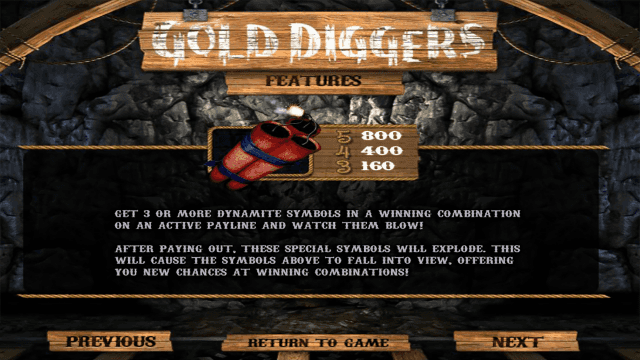 GOLD DIGGERS
FEATURES
5 800
4 400
3 160
GET 3 OR MORE DYNAMITE SYMBOLS IN A WINNING COMBINATION
ON AN ACTIVE PAYLINE AND WATCH THEM BLOW!
AFTER PAYING OUT, THESE SPECIAL SYMBOLS WILL EXPLODE. THIS
WILL CAUSE THE SYMBOLS ABOVE TO FALL INTO VIEW, OFFERING
YOU NEW CHANCES AT WINNING COMBINATIONS!
PREVIOUS
RETURN TO GAME
NEXT